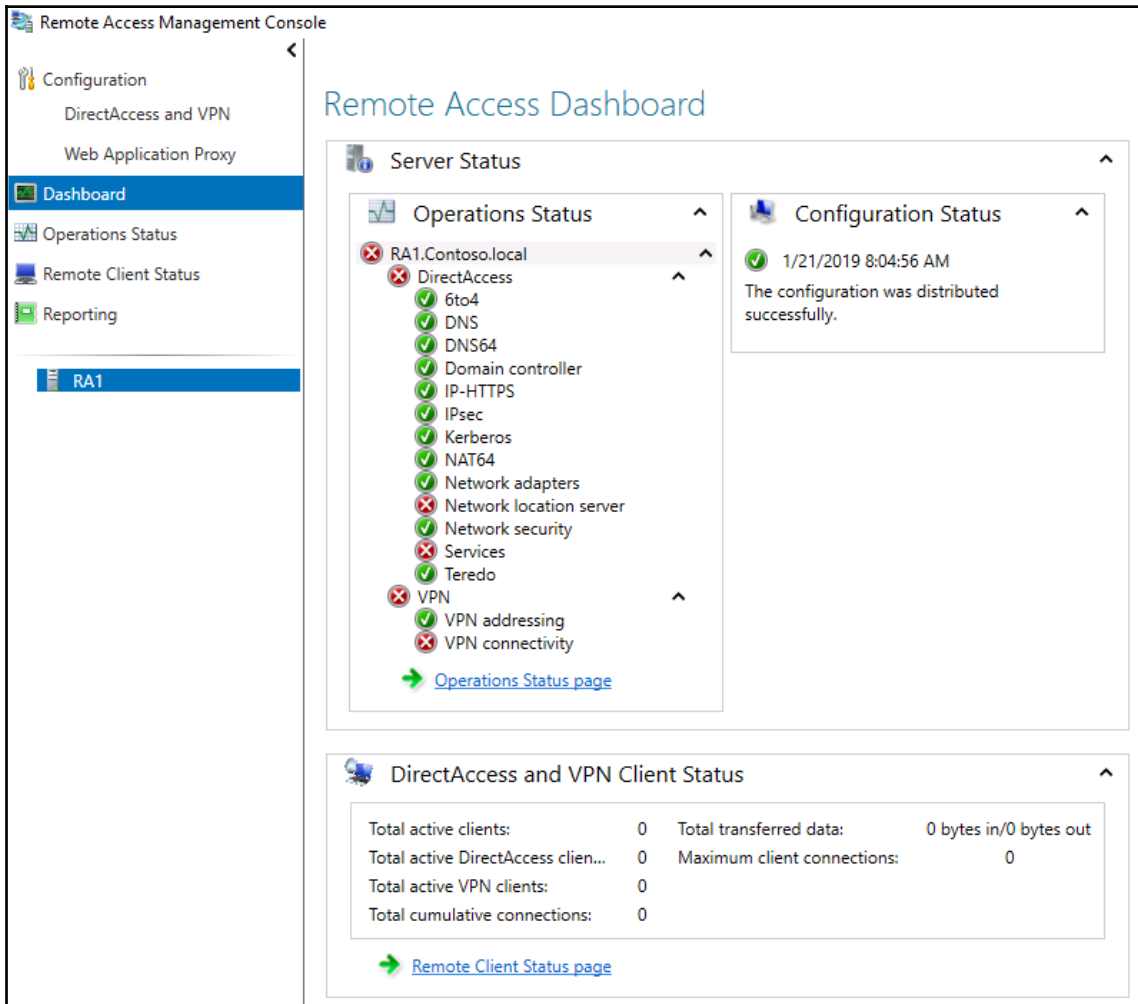 Remote Access Management Console
Configuration
DirectAccess and VPN
Web Application Proxy
Dashboard
Operations Status
Remote Client Status
Reporting
RA1
Remote Access Dashboard
Server Status
Operations Status
RA1.Contoso.local
DirectAccess
6to4
DNS
DNS64
Domain controller
IP-HTTPS
IPsec
Kerberos
NAT64
Network adapters
Network location server
Network security
Services
Teredo
VPN
VPN addressing
VPN connectivity
Operations Status page
Configuration Status
1/21/2019 8:04:56 AM
The configuration was distributed
successfully.
DirectAccess and VPN Client Status
Total active clients: 0 Total transferred data: 0 bytes in/0 bytes out
Total active DirectAccess clien... 0 Maximum client connections: 0
Total active VPN clients: 0
Total cumulative connections: 0
Remote Client Status page